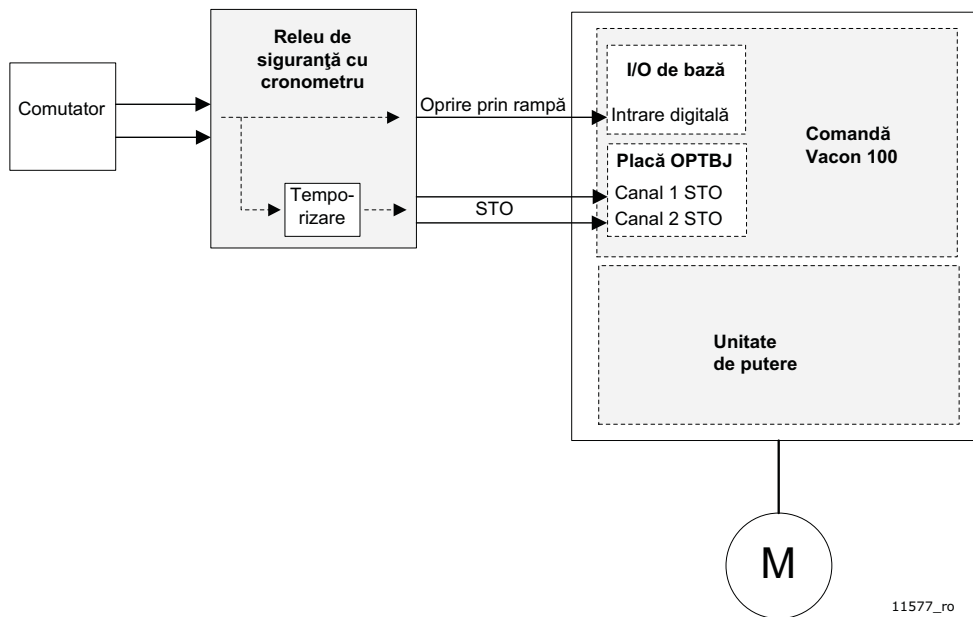 Comutator
Releu de
siguranţă cu
cronometru
Tempo-
rizare
Oprire prin rampă
STO
I/O de bază
Intrare digitală
Placă OPTBJ
Canal 1 STO
Canal 2 STO
Comandă
Vacon 100
Unitate
de putere
M
11577_ro